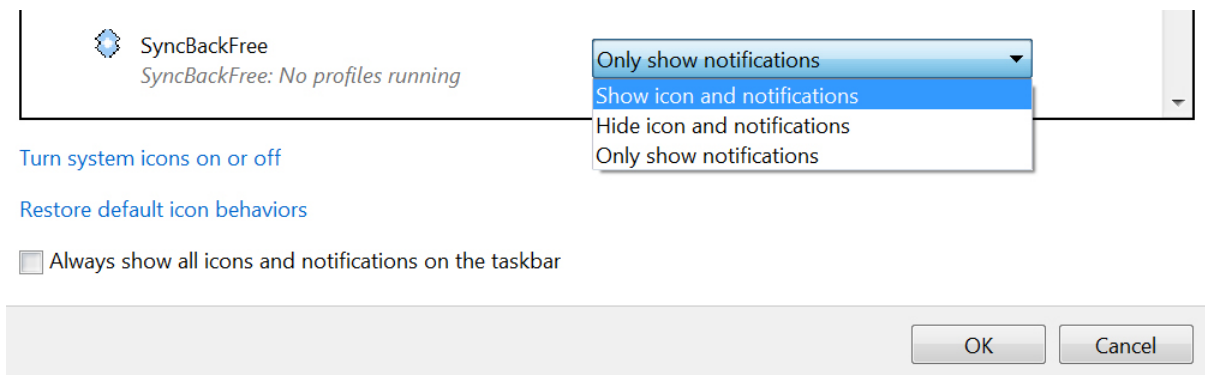 SyncBackFree
SyncBackFree: No profiles running
Only show notifications
Show icon and notifications
Hide icon and notifications
Only show notifications
Turn system icons on or off
Restore default icon behaviors
Always show all icons and notifications on the taskbar
OK
Cancel